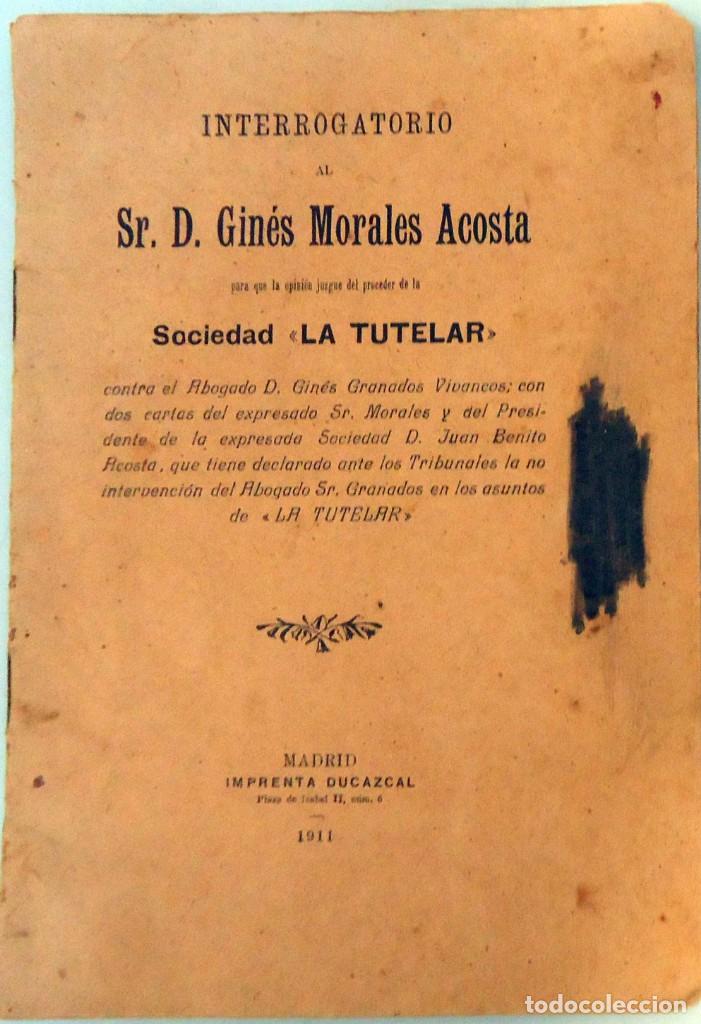 INTERROGATORIO
AL
Sr. D. Ginés Morales Acosta
para que la opinión juzgue del proceder de la
Sociedad «LA TUTELAR»
contra el Abogado D. Ginés Granados Vivancos; con
dos cartas del expresado Sr. Morales y del Presi-
dente de la expresada Sociedad D. Juan Benito
Acosta, que tiene declarado ante los Tribunales la no
intervención del Abogado Sr. Granados en los asuntos
de «LA TUTELAR»
MADRID
IMPRENTA DUCAZCAL
Plaza de Isabel II, núm. 6
1911
todocoleccion